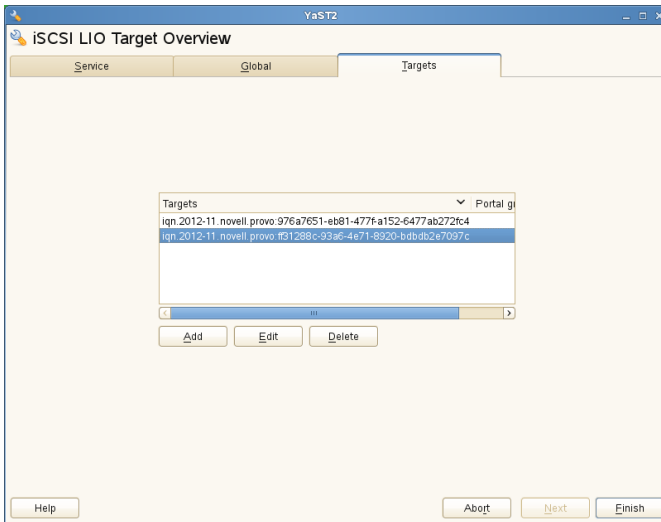 YaST2
iSCSI LIO Target Overview
Service Global Targets
Targets Portal gr
iqn.2012-11.novell.provo:976a7651-eb81-477f-a152-6477ab272fc4
iqn.2012-11.novell.provo:ff31288c-93a6-4e71-8920-bdbdb2e7097c
Add Edit Delete
Help Abort Next Finish